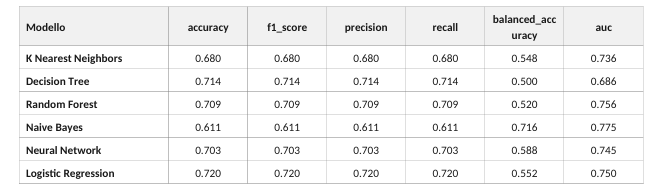 Modello accuracy f1_score precision recall balanced_acc uracy auc
K Nearest Neighbors 0.680 0.680 0.680 0.680 0.548 0.736
Decision Tree 0.714 0.714 0.714 0.714 0.500 0.686
Random Forest 0.709 0.709 0.709 0.709 0.520 0.756
Naive Bayes 0.611 0.611 0.611 0.611 0.716 0.775
Neural Network 0.703 0.703 0.703 0.703 0.588 0.745
Logistic Regression 0.720 0.720 0.720 0.720 0.552 0.750